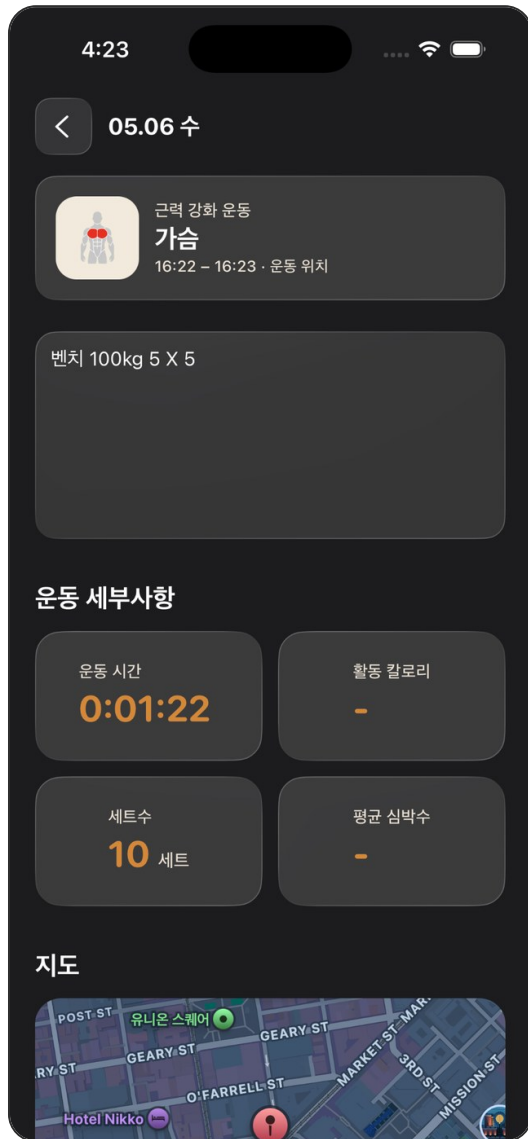 4:23
05.06 수
근력 강화 운동
가슴
16:22 – 16:23 · 운동 위치
벤치 100kg 5 X 5
운동 세부사항
운동 시간
0:01:22
활동 칼로리
-
세트수
10 세트
평균 심박수
-
지도
POST ST
유니온 스퀘어
GEARY ST
GEARY ST
RY ST
MARKET ST
MAR
3RD ST
MISSION ST
O'FARRELL ST
Hotel Nikko